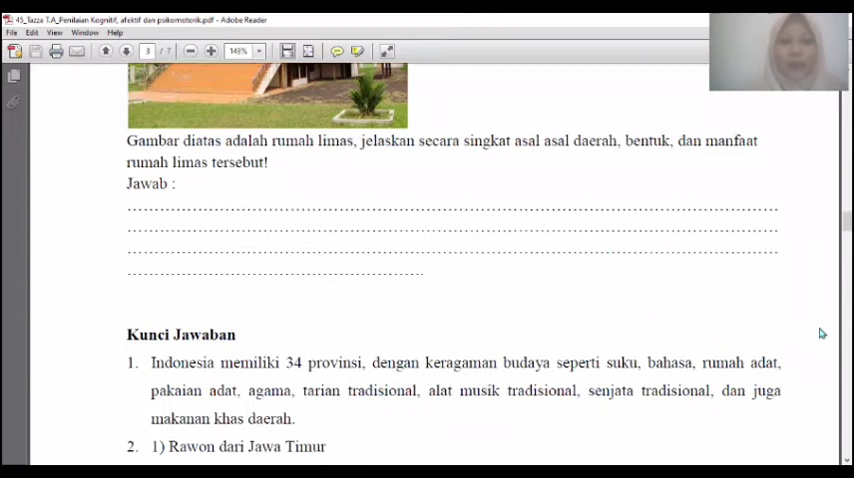 45_Tazza T.A_Penilaian Kognitif, afektif dan psikomotorik.pdf - Adobe Reader
File Edit View Window Help
3 / 7 149%
Gambar diatas adalah rumah limas, jelaskan secara singkat asal asal daerah, bentuk, dan manfaat
rumah limas tersebut!
Jawab :
Kunci Jawaban
1. Indonesia memiliki 34 provinsi, dengan keragaman budaya seperti suku, bahasa, rumah adat,
pakaian adat, agama, tarian tradisional, alat musik tradisional, senjata tradisional, dan juga
makanan khas daerah.
2. 1) Rawon dari Jawa Timur